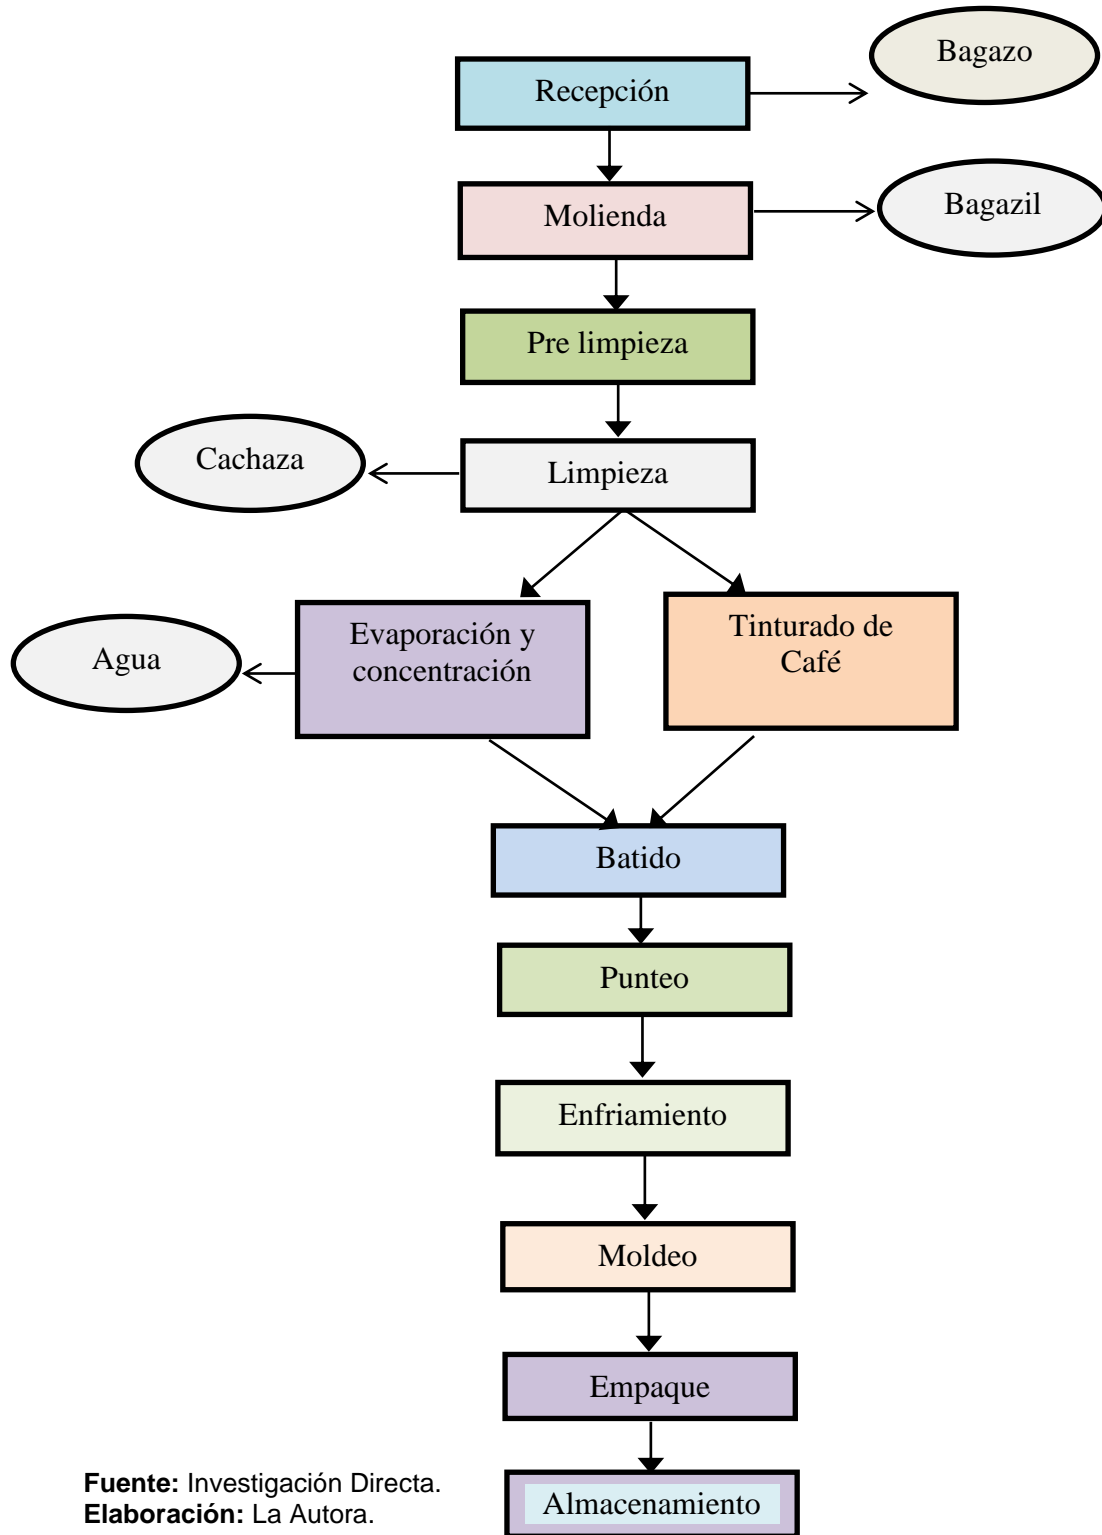 Bagazo
Recepción
Molienda
Bagazil
Pre limpieza
Cachaza
Limpieza
Agua
Evaporación y
concentración
Tinturado de
Café
Batido
Punteo
Enfriamiento
Moldeo
Empaque
Almacenamiento
Fuente: Investigación Directa.
Elaboración: La Autora.